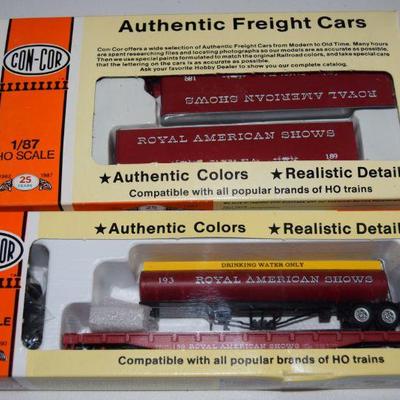 CON-COR
1/87
HO SCALE
1962
25
YEARS
1987
Authentic Freight Cars
Con-Cor offers a wide selection of Authentic Freight Cars from Modern to Old Time. Many hours
are spent researching files and locating photographs so our models are as accurate as possible.
Then we use special paints formulated to match the original Railroad colors, and take special steps
that the lettering on the cars is as accurate as possible.
Ask your favorite Hobby Dealer to show you our complete catalog.
ROYAL AMERICAN SHOWS
ROYAL AMERICAN SHOWS
189
★Authentic Colors
★Realistic Detail
Compatible with all popular brands of HO trains
★Authentic Colors
★Realistic Detail
DRINKING WATER ONLY
193
ROYAL AMERICAN SHOWS
ROYAL AMERICAN SHOWS
Compatible with all popular brands of HO trains